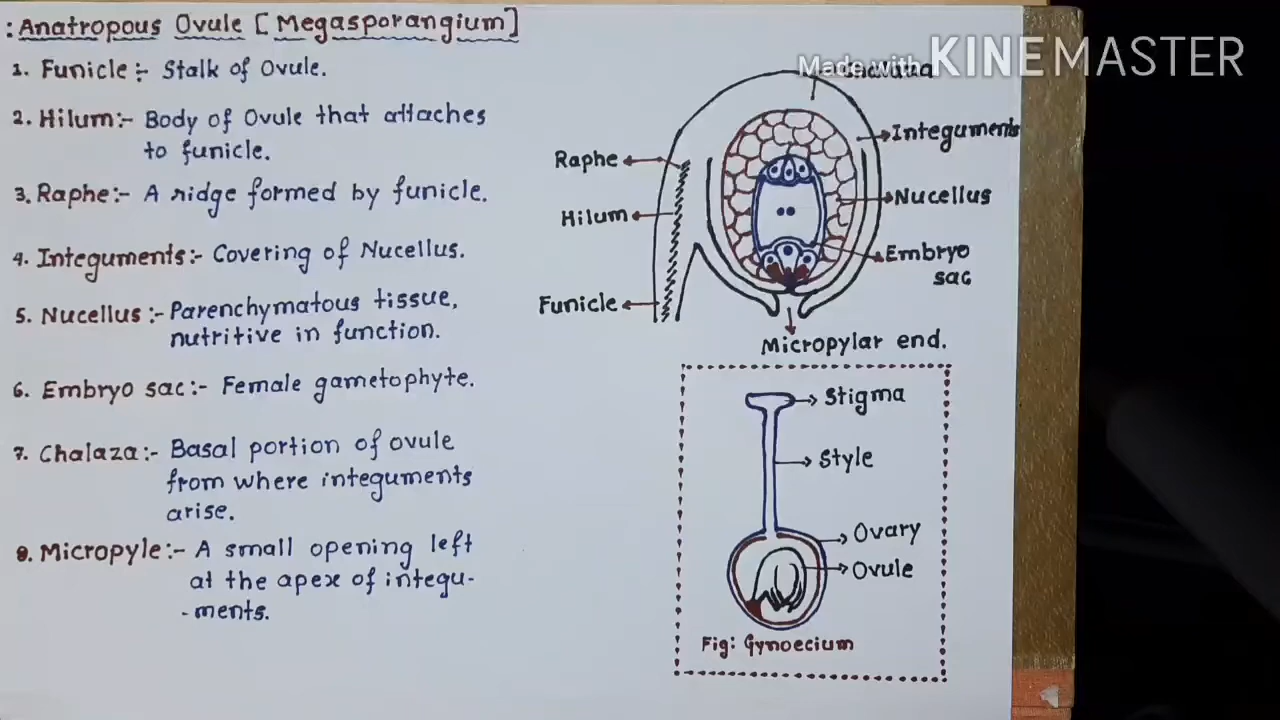 : Anatropous Ovule [Megasporangium]
1. Funicle:- Stalk of Ovule.
2. Hilum:- Body of Ovule that attaches
to funicle.
3. Raphe:- A ridge formed by funicle.
4. Integuments:- Covering of Nucellus.
5. Nucellus:- Parenchymatous tissue,
nutritive in function.
6. Embryo sac:- Female gametophyte.
7. Chalaza:- Basal portion of ovule
from where integuments
arise.
8. Micropyle:- A small opening left
at the apex of integu-
-ments.
Made with KINEMASTER
Integuments
Raphe
Nucellus
Hilum
Embryo
sac
Funicle
Micropylar end.
Stigma
Style
Ovary
Ovule
Fig: Gynoecium